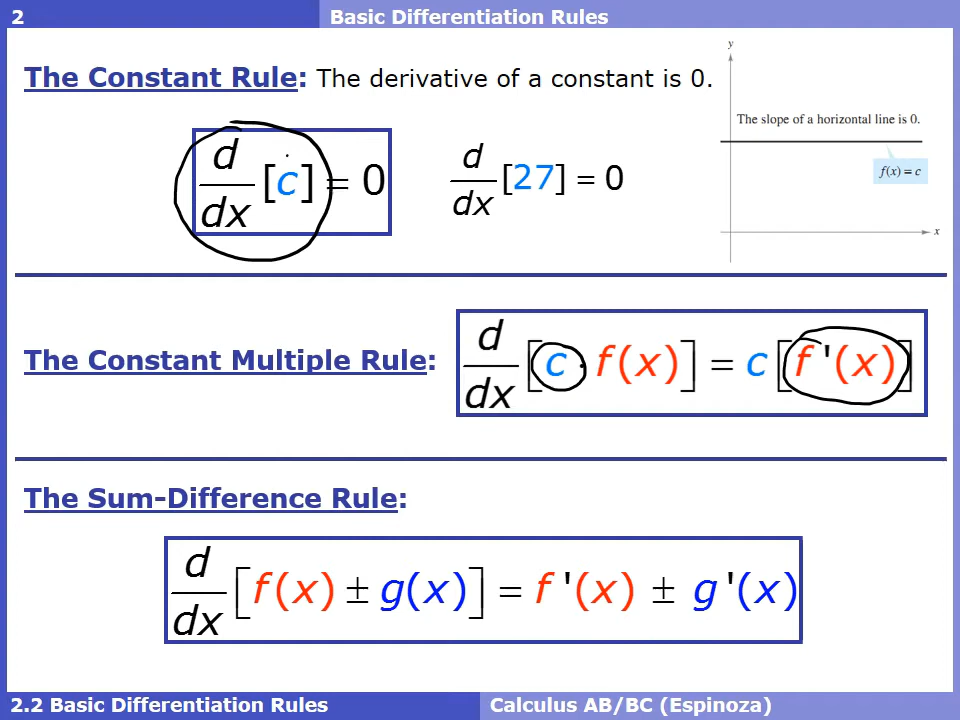 2 Basic Differentiation Rules
The Constant Rule: The derivative of a constant is 0.
d/dx [c] = 0
d/dx [27] = 0
y
The slope of a horizontal line is 0.
f(x) = c
x
The Constant Multiple Rule:
d/dx [c · f(x)] = c [f '(x)]
The Sum-Difference Rule:
d/dx [f(x) ± g(x)] = f '(x) ± g '(x)
2.2 Basic Differentiation Rules
Calculus AB/BC (Espinoza)